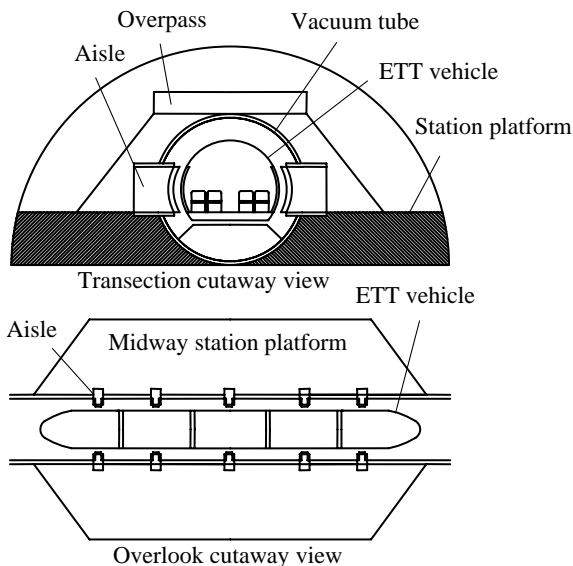 Overpass
Vacuum tube
Aisle
ETT vehicle
Station platform
Transection cutaway view
ETT vehicle
Aisle
Midway station platform
Overlook cutaway view